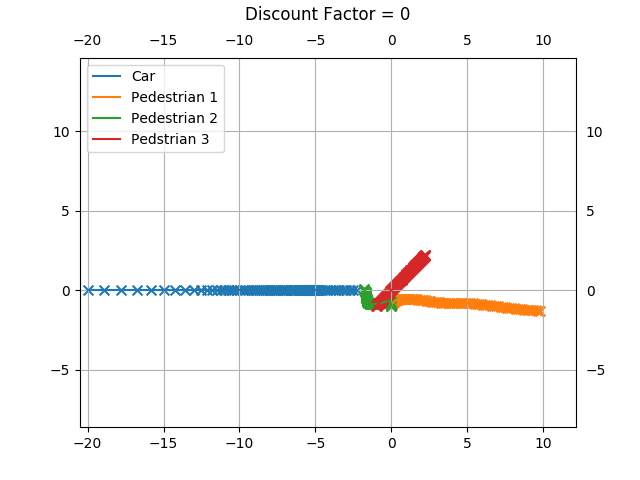 Discount Factor = 0
−20 −15 −10 −5 0 5 10
Car
Pedestrian 1
Pedestrian 2
Pedstrian 3
10 10
5 5
0 0
−5 −5
−20 −15 −10 −5 0 5 10